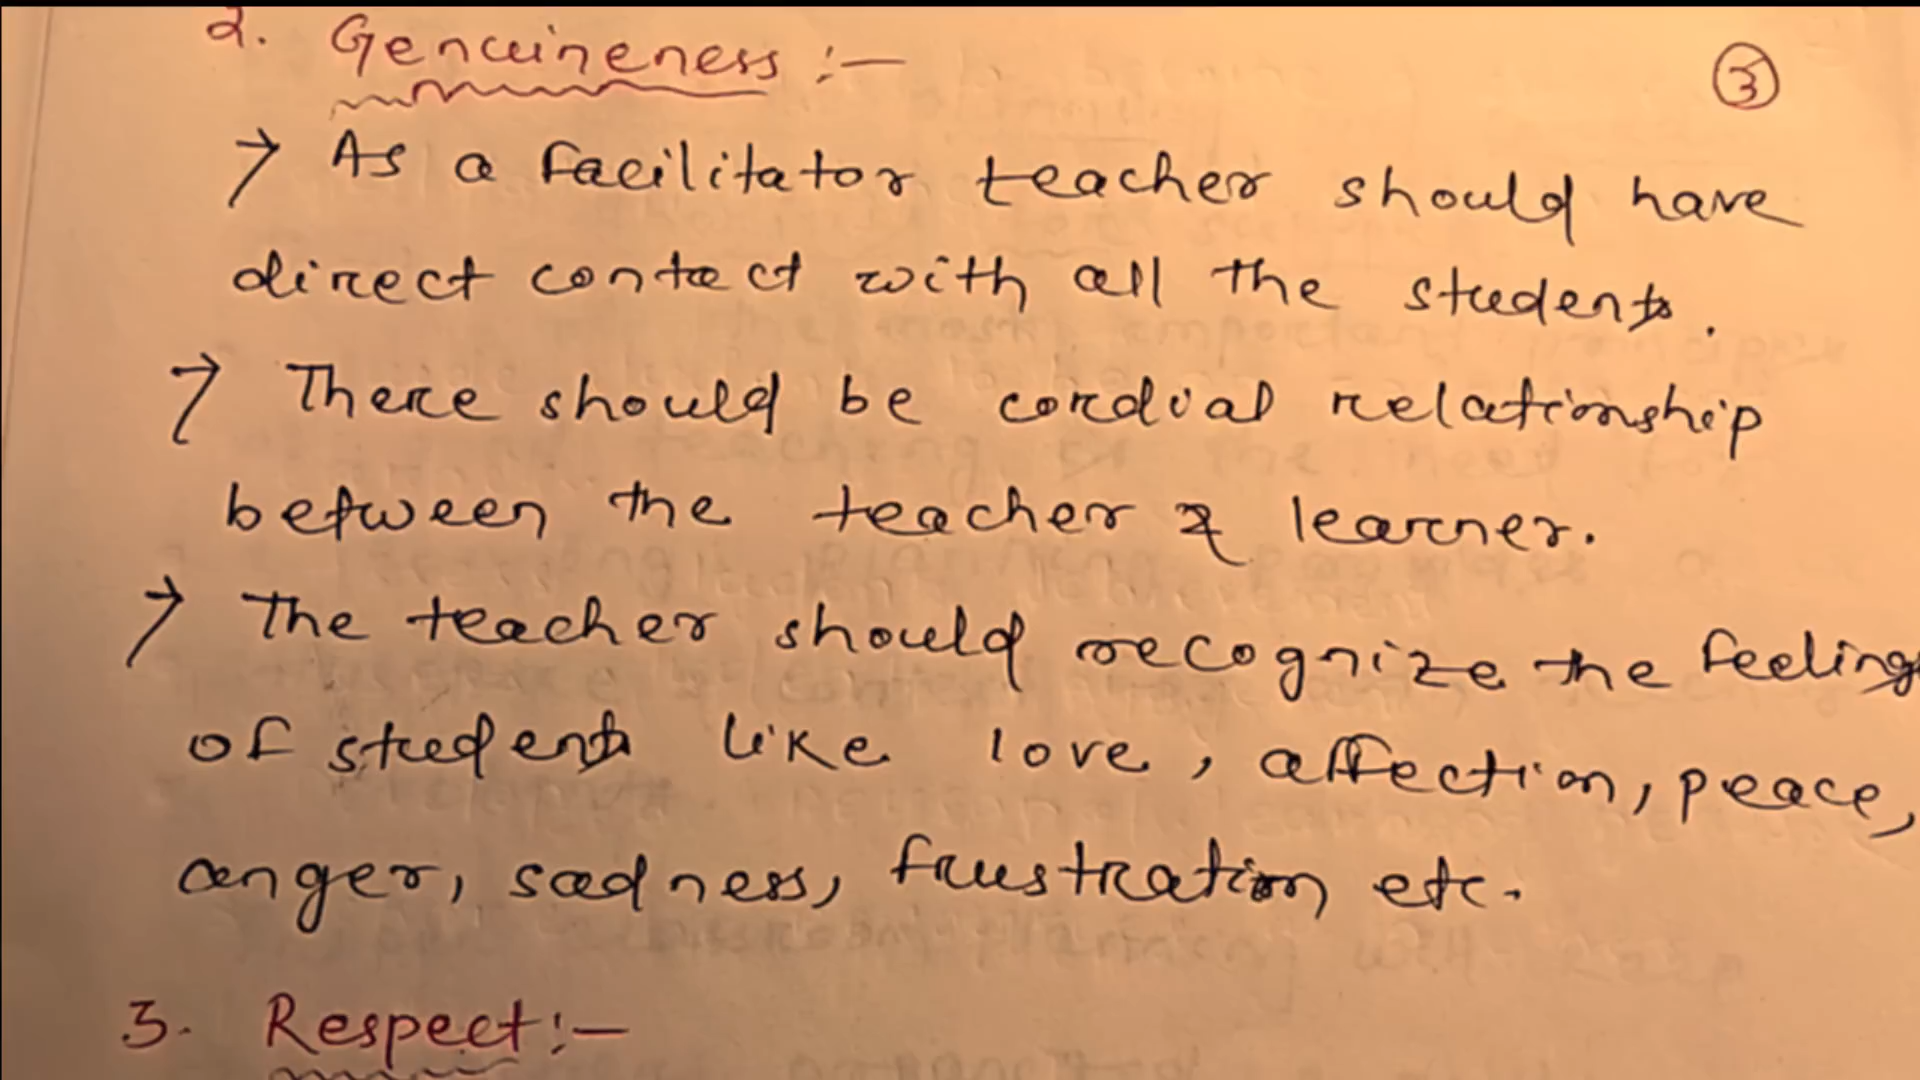 2. Genuineness :-
3
→ As a facilitator teacher should have
direct contact with all the students.
→ There should be cordial relationship
between the teacher & learner.
→ The teacher should recognize the feeling
of students like love, affection, peace,
anger, sadness, frustration etc.
3. Respect :-